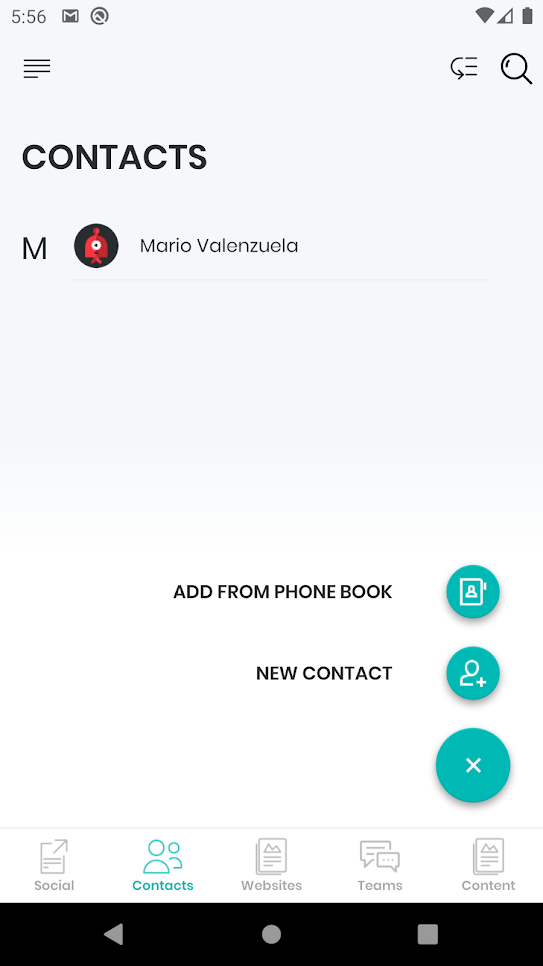 5:56
CONTACTS
M
Mario Valenzuela
ADD FROM PHONE BOOK
NEW CONTACT
Social
Contacts
Websites
Teams
Content